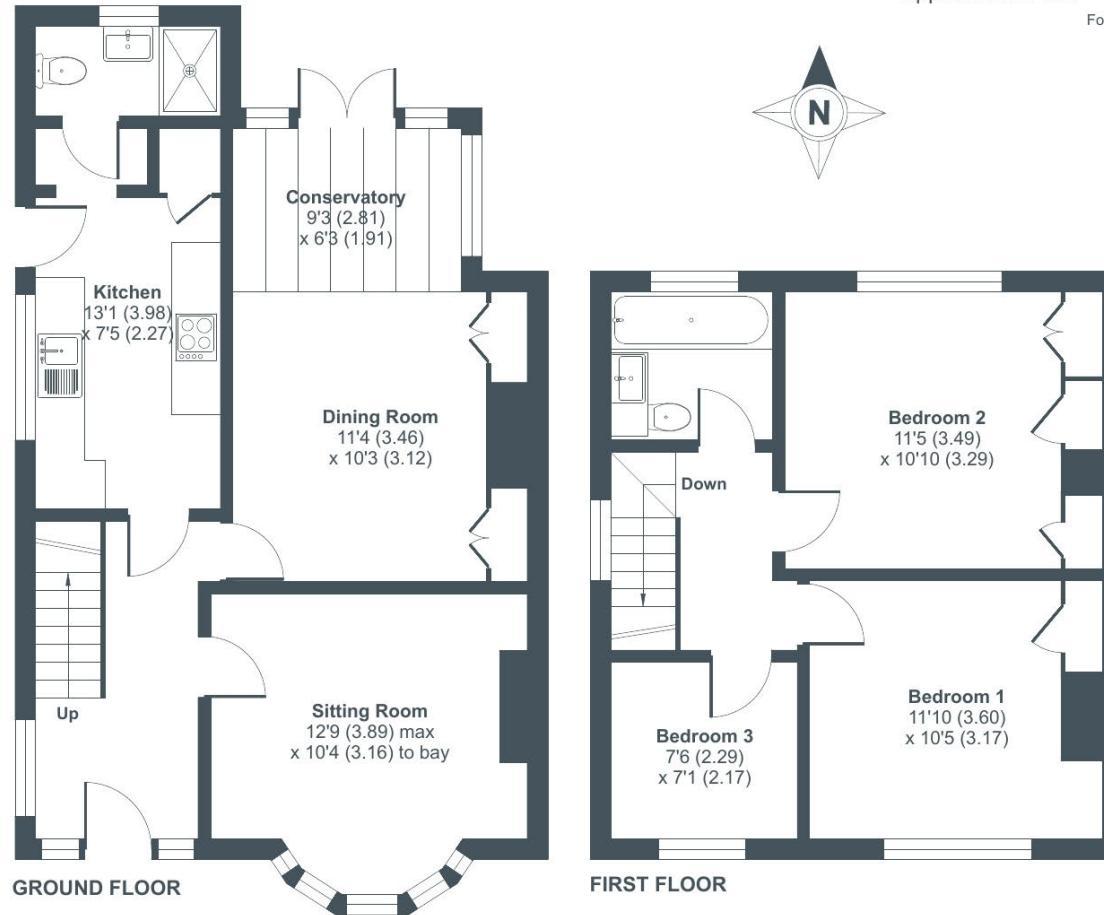 Fo
N
Conservatory
9'3 (2.81)
x 6'3 (1.91)
Kitchen
13'1 (3.98)
x 7'5 (2.27)
Dining Room
11'4 (3.46)
x 10'3 (3.12)
Up
Sitting Room
12'9 (3.89) max
x 10'4 (3.16) to bay
GROUND FLOOR
Down
Bedroom 2
11'5 (3.49)
x 10'10 (3.29)
Bedroom 1
11'10 (3.60)
x 10'5 (3.17)
Bedroom 3
7'6 (2.29)
x 7'1 (2.17)
FIRST FLOOR